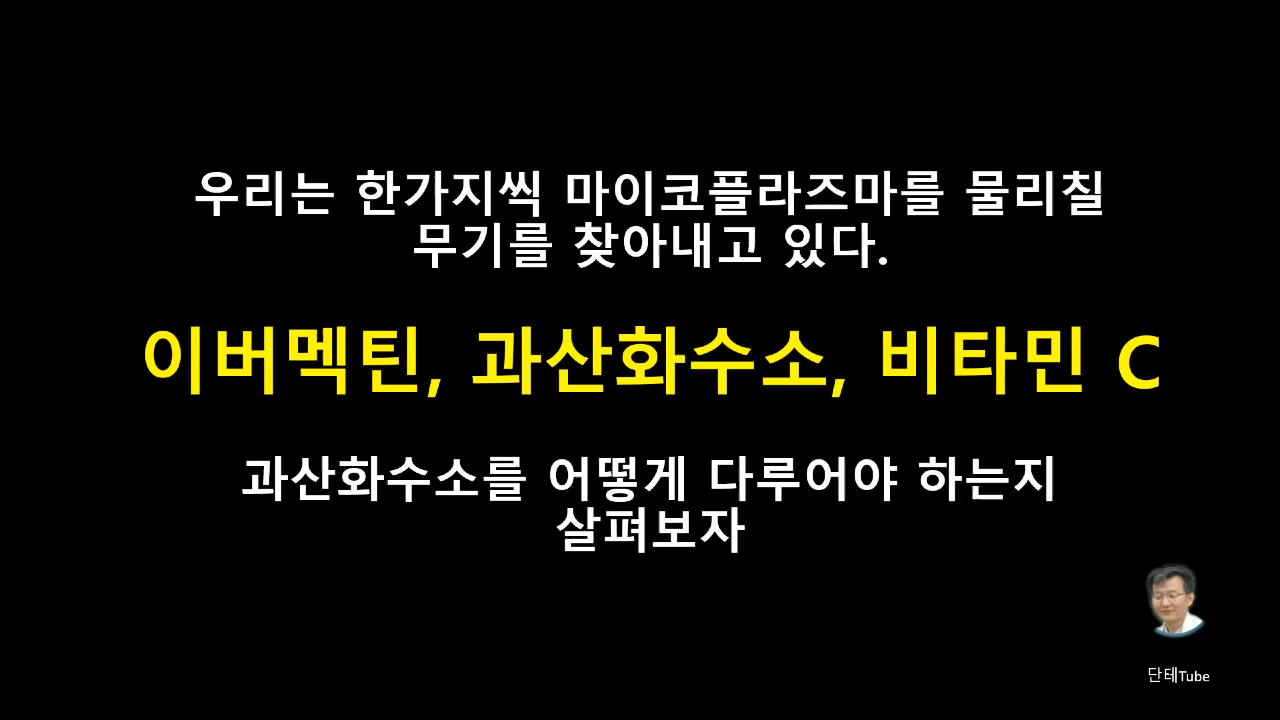 우리는 한가지씩 마이코플라즈마를 물리칠
무기를 찾아내고 있다.
이버멕틴, 과산화수소, 비타민 C
과산화수소를 어떻게 다루어야 하는지
살펴보자
단테Tube